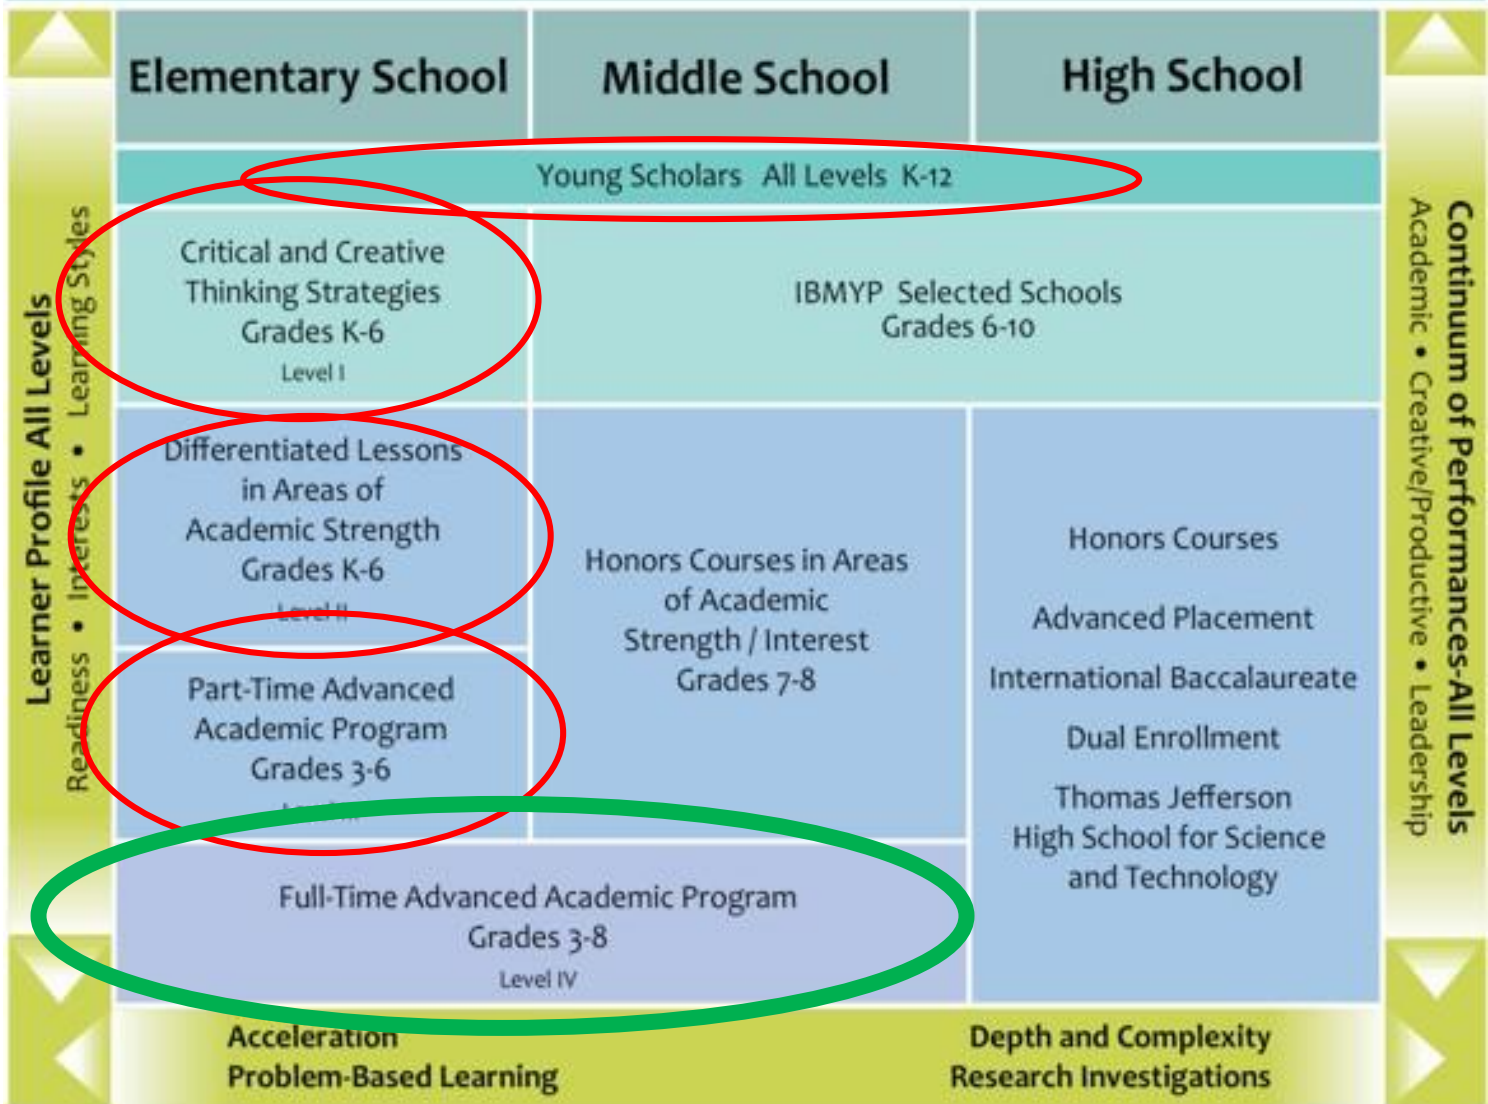 Elementary School
Middle School
High School
Young Scholars All Levels K-12
Critical and Creative
Thinking Strategies
Grades K-6
Level I
IBMYP Selected Schools
Grades 6-10
Differentiated Lessons
in Areas of
Academic Strength
Grades K-6
Level II
Part-Time Advanced
Academic Program
Grades 3-6
Honors Courses in Areas
of Academic
Strength / Interest
Grades 7-8
Honors Courses
Advanced Placement
International Baccalaureate
Dual Enrollment
Thomas Jefferson
High School for Science
and Technology
Full-Time Advanced Academic Program
Grades 3-8
Level IV
Learner Profile All Levels
Readiness • Interests • Learning Styles
Continuum of Performances-All Levels
Academic • Creative/Productive • Leadership
Acceleration
Problem-Based Learning
Depth and Complexity
Research Investigations